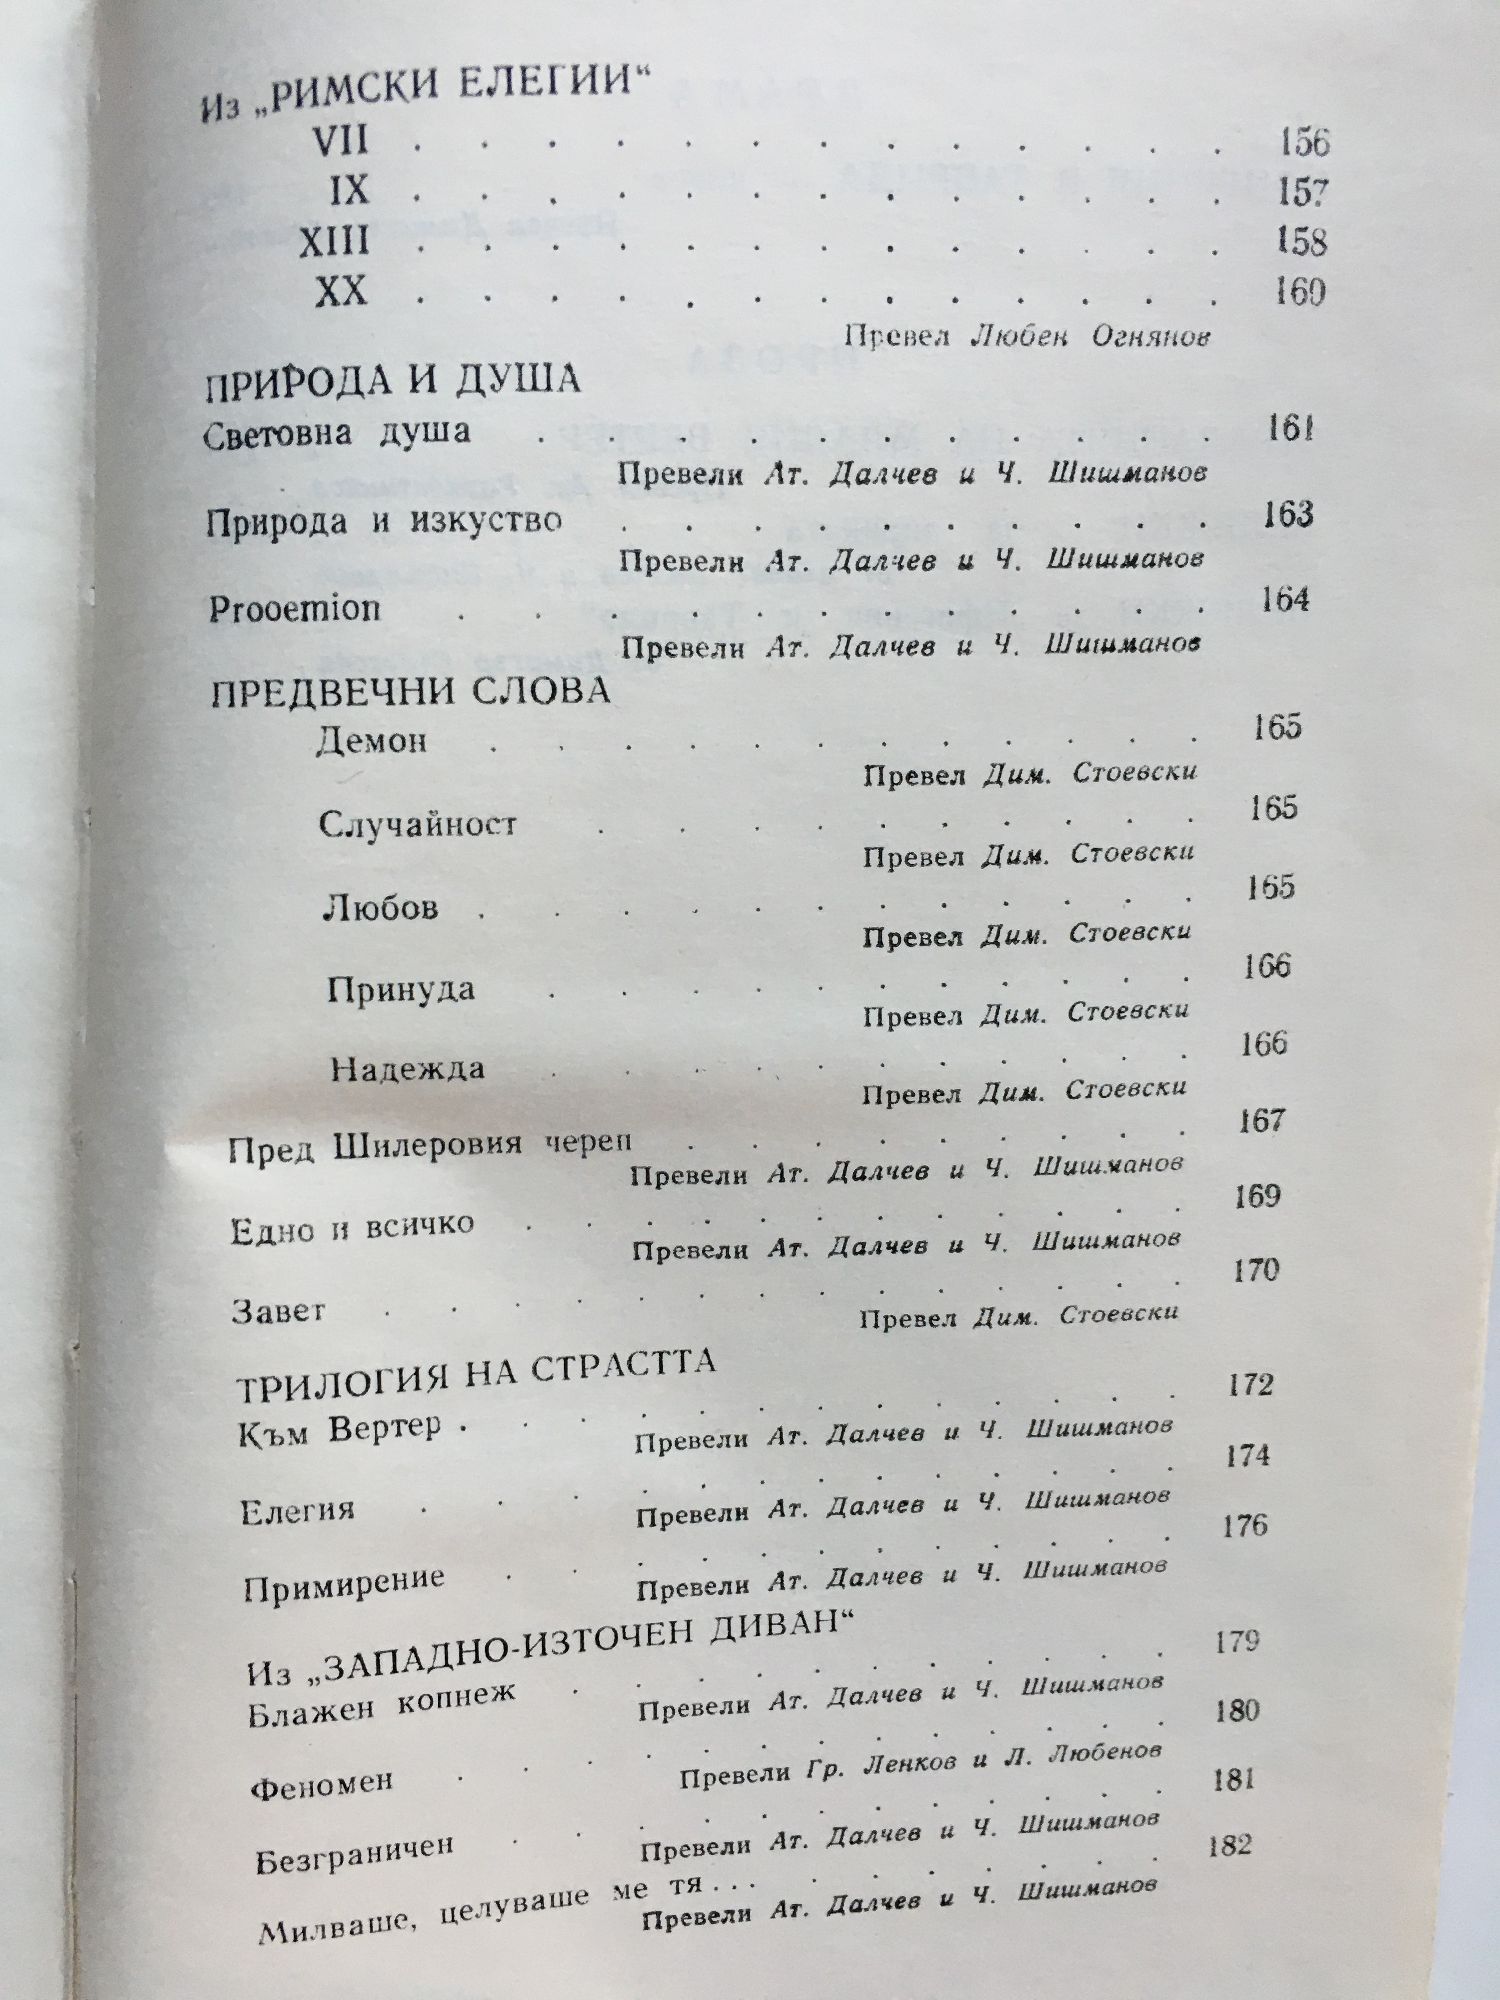 Из „РИМСКИ ЕЛЕГИИ“
VII . . . . . . . . . . . . . 156
IX . . . . . . . . . . . . . 157
XIII . . . . . . . . . . . . . 158
XX . . . . . . . . . . . . . 160
Превел Любен Огнянов
ПРИРОДА И ДУША
Световна душа . . . . . . . . . . . 161
Превели Ат. Далчев и Ч. Шишманов
Природа и изкуство . . . . . . . . . . 163
Превели Ат. Далчев и Ч. Шишманов
Prooemion . . . . . . . . . . . . 164
Превели Ат. Далчев и Ч. Шишманов
ПРЕДВЕЧНИ СЛОВА
Демон . . . . . . . . . . . . 165
Превел Дим. Стоевски
Случайност . . . . . . . . . . 165
Превел Дим. Стоевски
Любов . . . . . . . . . . . . 165
Превел Дим. Стоевски
Принуда . . . . . . . . . . . 166
Превел Дим. Стоевски
Надежда . . . . . . . . . . . 166
Превел Дим. Стоевски
Пред Шилеровия череп . . . . . . . . . 167
Превели Ат. Далчев и Ч. Шишманов
Едно и всичко . . . . . . . . . . . . 169
Превели Ат. Далчев и Ч. Шишманов
Завет . . . . . . . . . . . . . . 170
Превел Дим. Стоевски
ТРИЛОГИЯ НА СТРАСТТА
Към Вертер . . . . . . . . . . . . . 172
Превели Ат. Далчев и Ч. Шишманов
Елегия . . . . . . . . . . . . . 174
Превели Ат. Далчев и Ч. Шишманов
Примирение . . . . . . . . . . . . 176
Превели Ат. Далчев и Ч. Шишманов
Из „ЗАПАДНО-ИЗТОЧЕН ДИВАН“
Блажен копнеж . . . . . . . . . . . 179
Превели Ат. Далчев и Ч. Шишманов
Феномен . . . . . . . . . . . . . 180
Превели Гр. Ленков и Л. Любенов
Безграничен . . . . . . . . . . . . 181
Превели Ат. Далчев и Ч. Шишманов
Милваше, целуваше ме тя . . . . . . . . . . 182
Превели Ат. Далчев и Ч. Шишманов